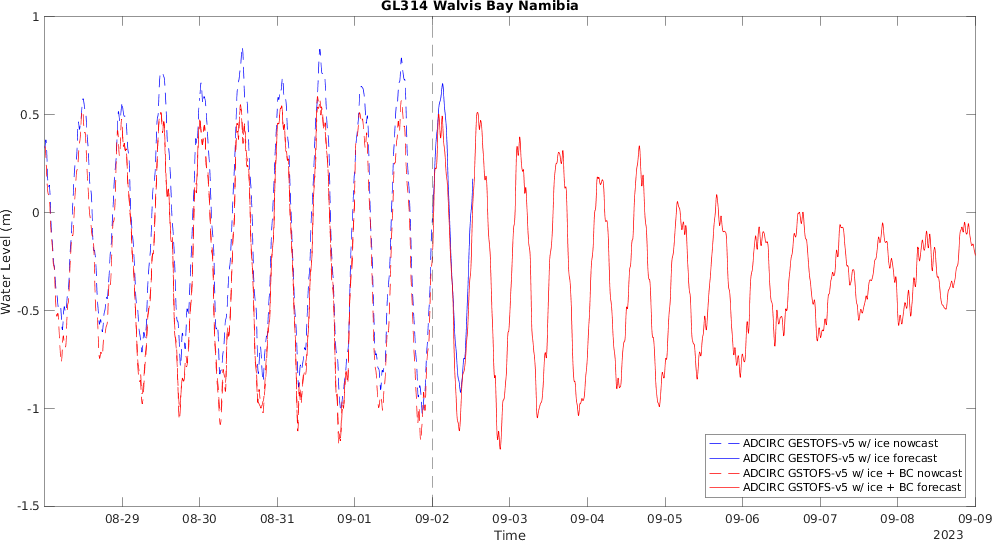 GL314 Walvis Bay Namibia
1
0.5
0
-0.5
-1
-1.5
Water Level (m)
08-29 08-30 08-31 09-01 09-02 09-03 09-04 09-05 09-06 09-07 09-08 09-09
Time
2023
ADCIRC GESTOFS-v5 w/ ice nowcast
ADCIRC GESTOFS-v5 w/ ice forecast
ADCIRC GSTOFS-v5 w/ ice + BC nowcast
ADCIRC GSTOFS-v5 w/ ice + BC forecast